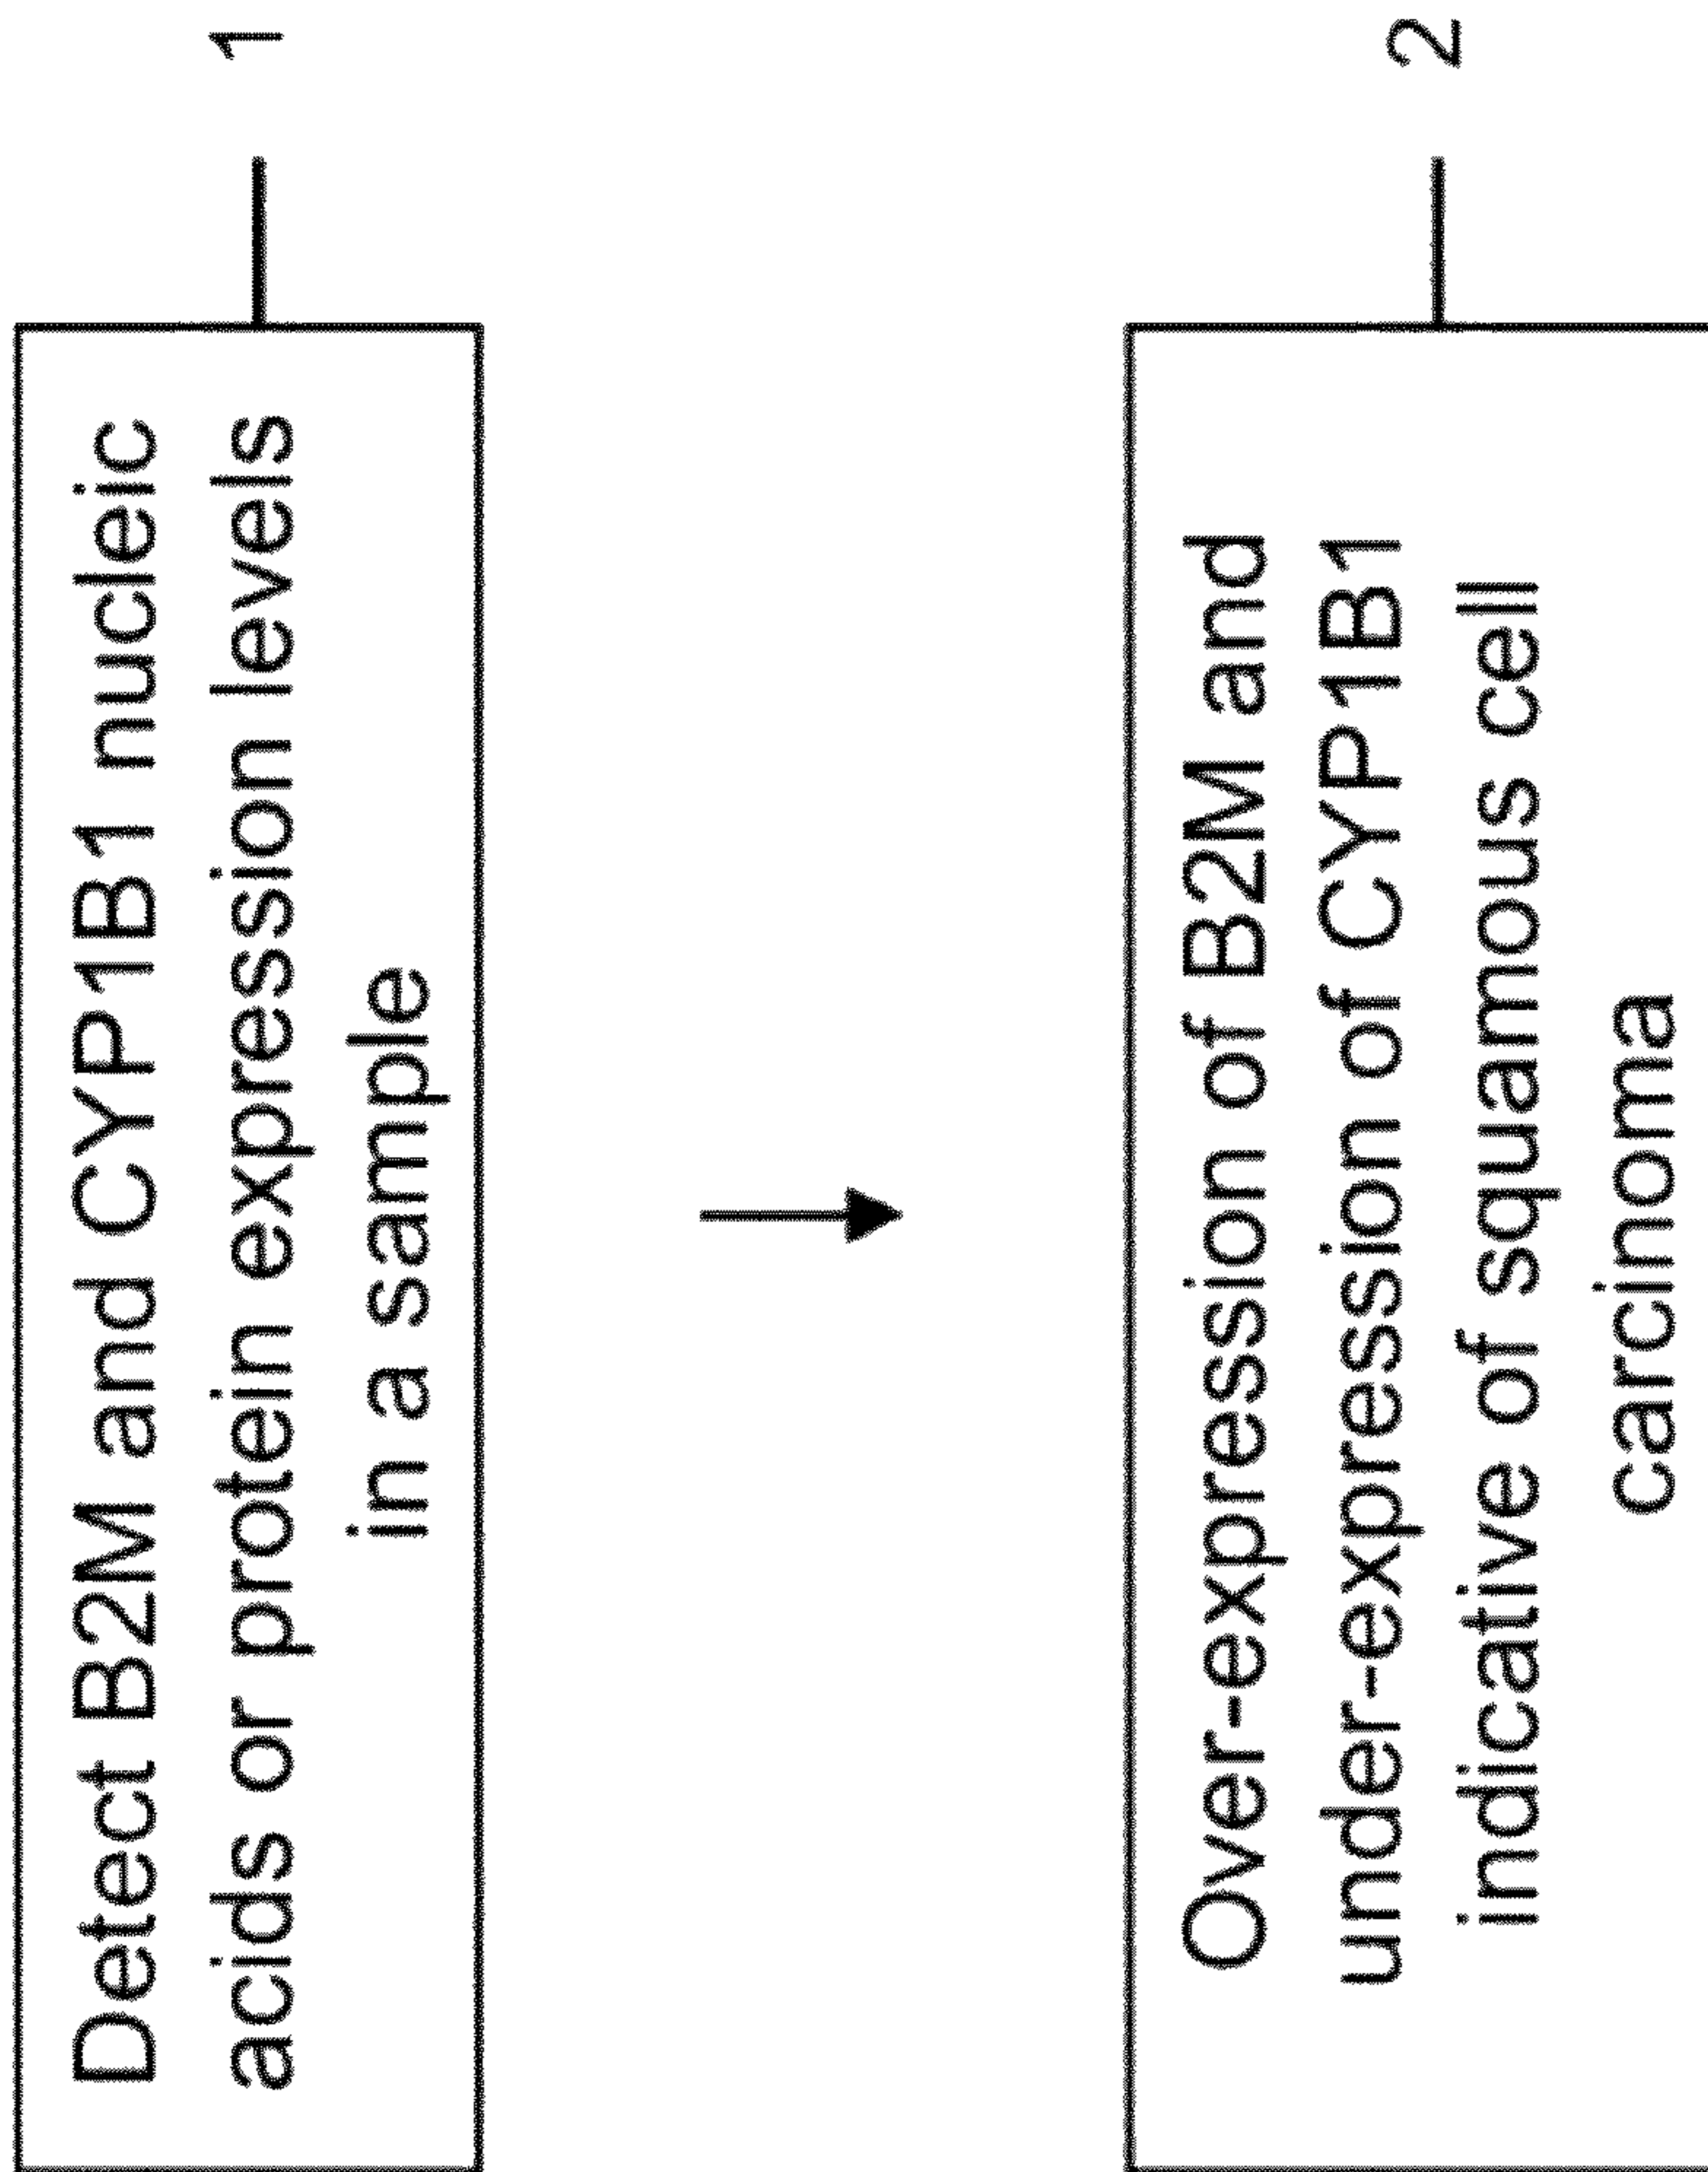 Detect B2M and CYP1B1 nucleic
acids or protein expression levels
in a sample
1
Over-expression of B2M and
under-expression of CYP1B1
indicative of squamous cell
carcinoma
2